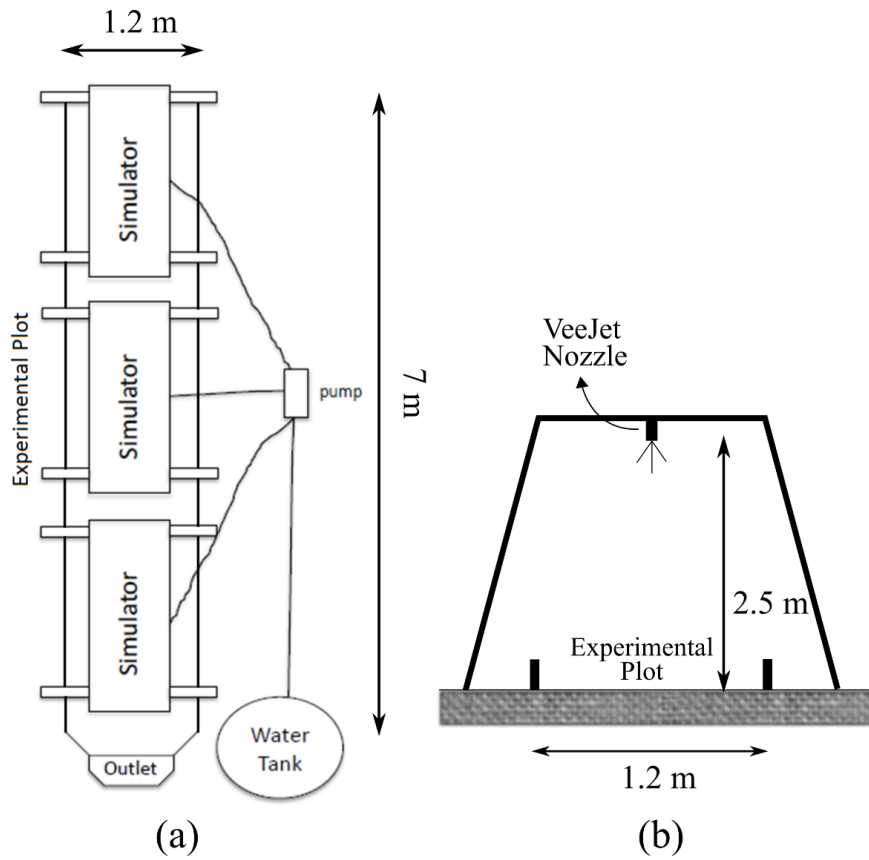 1.2 m
Simulator
Experimental Plot
Simulator
Simulator
pump
7 m
Water
Tank
Outlet
(a)
VeeJet
Nozzle
2.5 m
Experimental
Plot
1.2 m
(b)